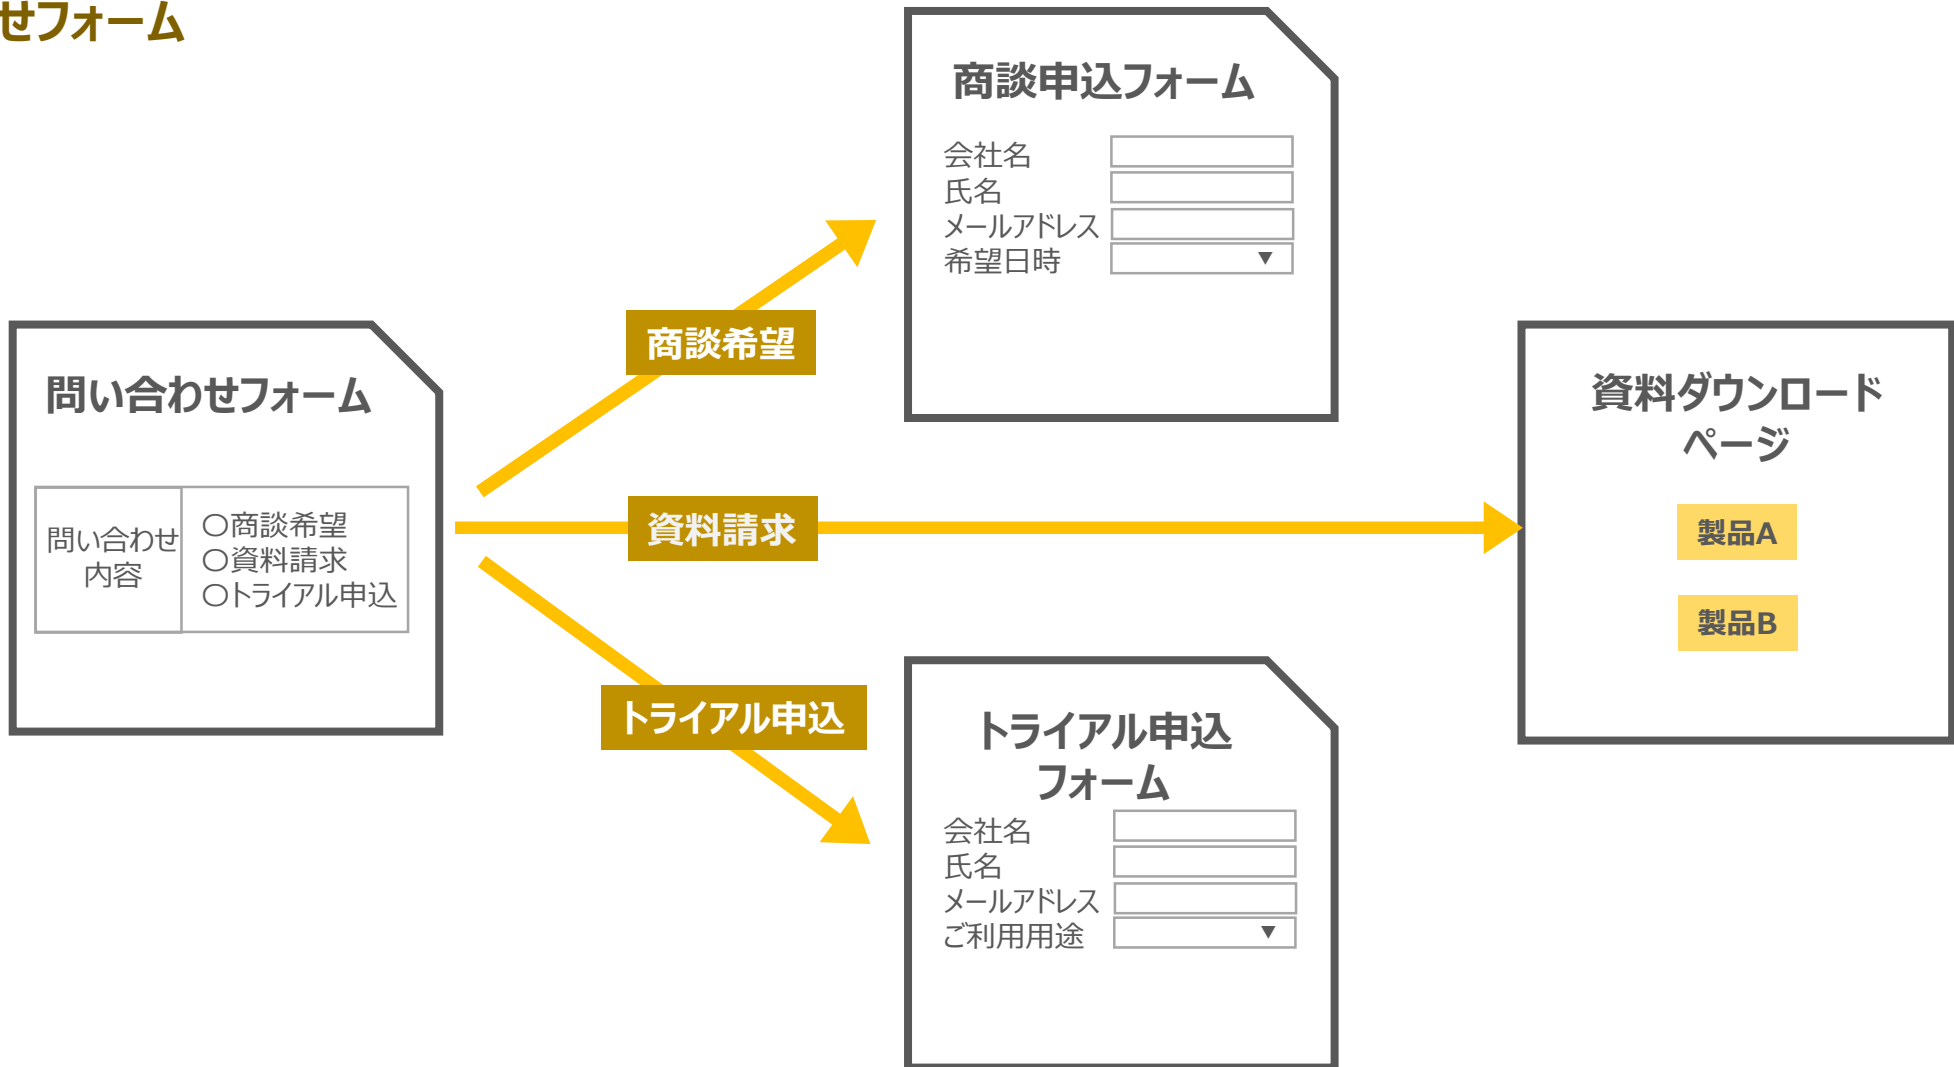 せフォーム
商談申込フォーム
会社名
氏名
メールアドレス
希望日時
▼
商談希望
問い合わせフォーム
問い合わせ
内容
〇商談希望
〇資料請求
〇トライアル申込
資料請求
資料ダウンロード
ページ
製品A
製品B
トライアル申込
トライアル申込
フォーム
会社名
氏名
メールアドレス
ご利用用途
▼